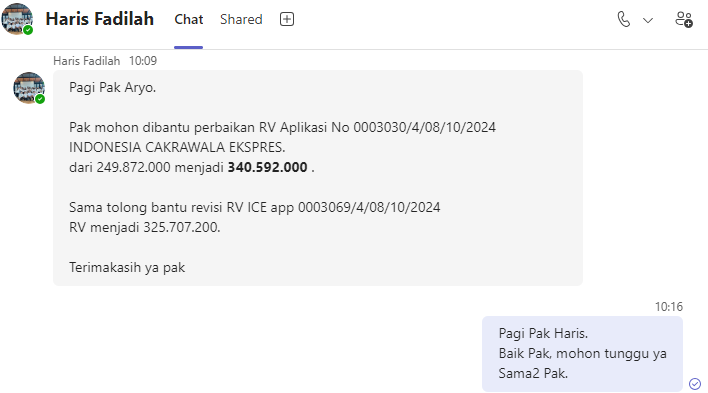 Haris Fadilah Chat Shared
Haris Fadilah 10:09
Pagi Pak Aryo.
Pak mohon dibantu perbaikan RV Aplikasi No 0003030/4/08/10/2024
INDONESIA CAKRAWALA EKSPRES.
dari 249.872.000 menjadi 340.592.000 .
Sama tolong bantu revisi RV ICE app 0003069/4/08/10/2024
RV menjadi 325.707.200.
Terimakasih ya pak
10:16
Pagi Pak Haris.
Baik Pak, mohon tunggu ya
Sama2 Pak.